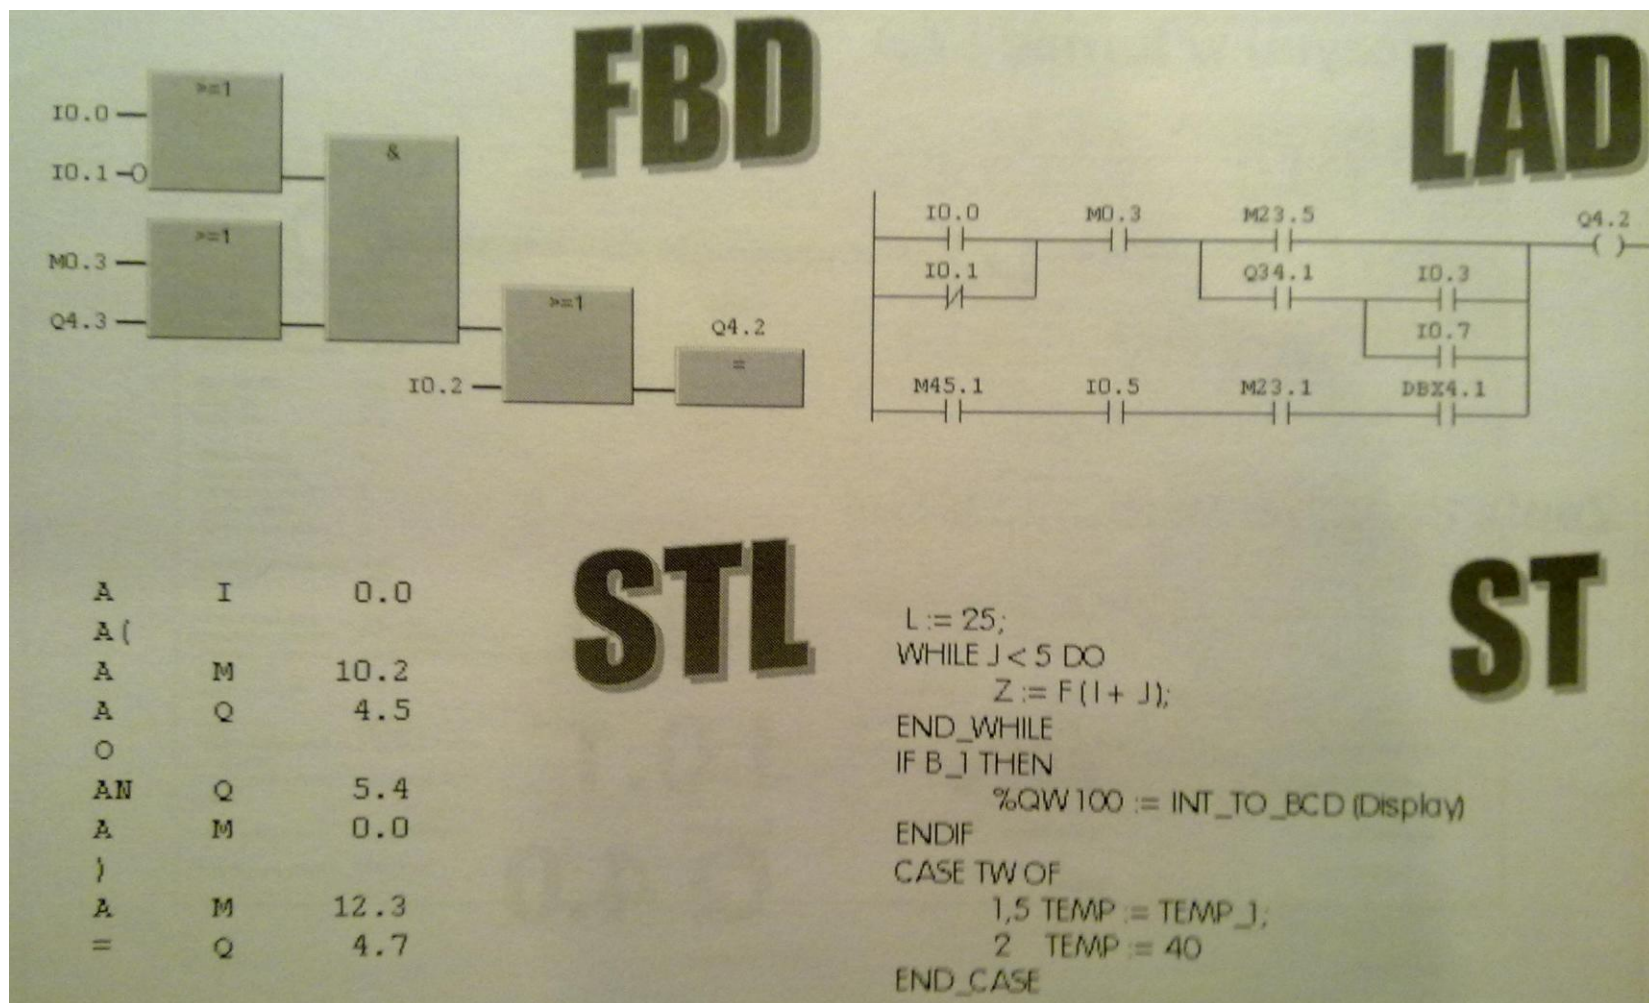 FBD
>=1
I0.0
&
I0.1
>=1
M0.3
>=1
Q4.3
Q4.2
=
I0.2
LAD
I0.0 M0.3 M23.5 Q4.2
( )
I0.1 Q34.1 I0.3
I0.7
M45.1 I0.5 M23.1 DBX4.1
STL
A I 0.0
A(
A M 10.2
A Q 4.5
O
AN Q 5.4
A M 0.0
)
A M 12.3
= Q 4.7
ST
L := 25;
WHILE J < 5 DO
Z := F(I + J);
END_WHILE
IF B_1 THEN
%QW100 := INT_TO_BCD (Display)
ENDIF
CASE TW OF
1,5 TEMP := TEMP_1;
2 TEMP := 40
END_CASE